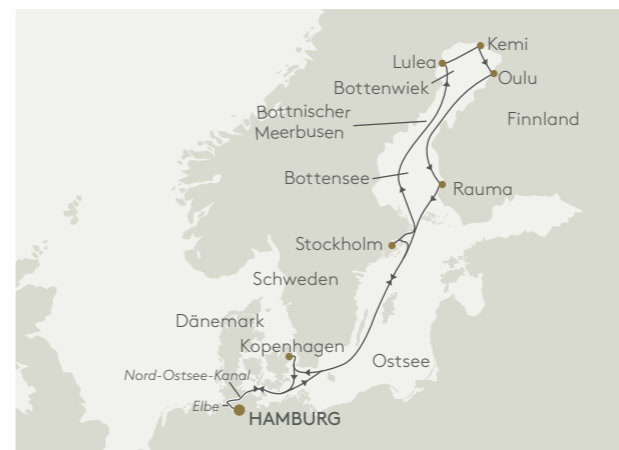 Kemi
Lulea
Oulu
Bottenwiek
Bottnischer
Meerbusen
Finnland
Bottensee
Rauma
Stockholm
Schweden
Dänemark
Kopenhagen
Ostsee
Nord-Ostsee-Kanal
Elbe
HAMBURG